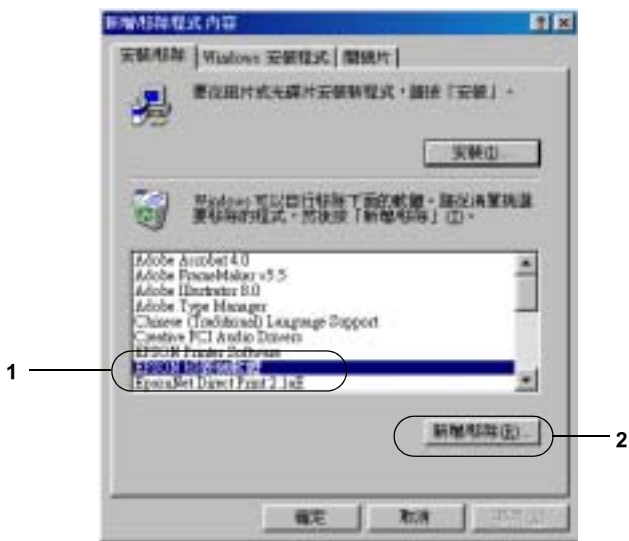 新增/移除程式 內容
安裝/移除 Windows 安裝程式 開機片
要從磁片或光碟片安裝新程式，請按「安裝」。
安裝(I)...
Windows 可以自行移除下面的軟體。請從清單挑選
要移除的程式，然後按「新增/移除」(I)。
Adobe Acrobat 4.0
Adobe FrameMaker v5.5
Adobe Illustrator 8.0
Adobe Type Manager
Chinese (Traditional) Language Support
Creative PCI Audio Drivers
EPSON Printer Software
1
EPSON
EpsonNet Direct Print 2.1aE
新增/移除(R)...
2
確定 取消